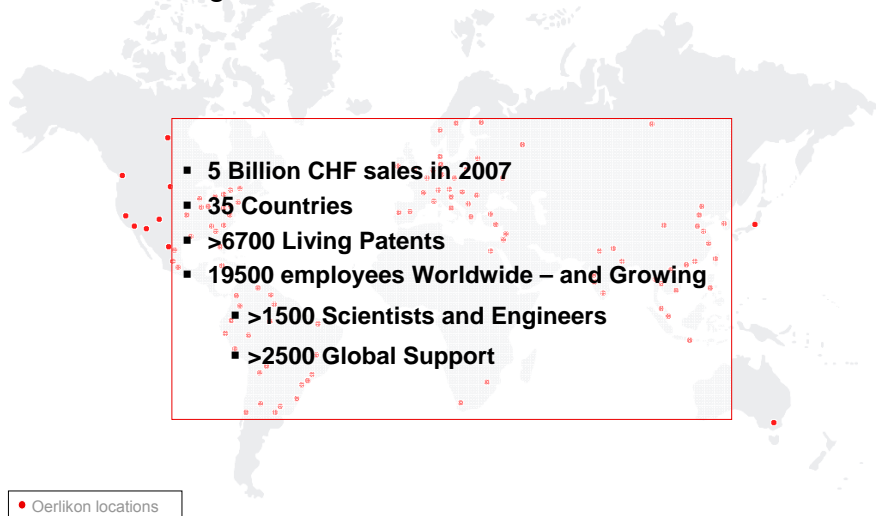 ▪ 5 Billion CHF sales in 2007
▪ 35 Countries
▪ >6700 Living Patents
▪ 19500 employees Worldwide – and Growing
▪ >1500 Scientists and Engineers
▪ >2500 Global Support
Oerlikon locations